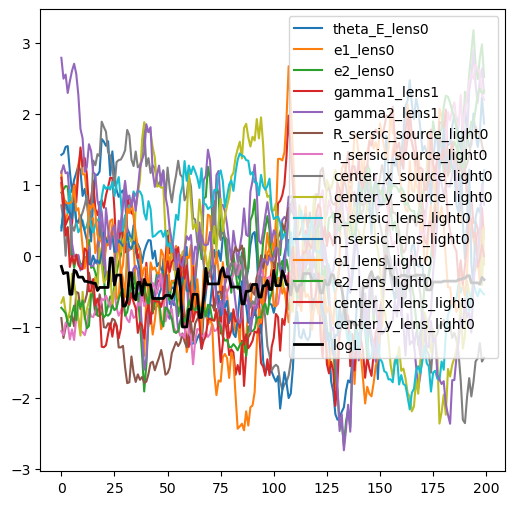 3
2
1
0
−1
−2
−3
0
25
50
75
100
125
150
175
200
theta_E_lens0
e1_lens0
e2_lens0
gamma1_lens1
gamma2_lens1
R_sersic_source_light0
n_sersic_source_light0
center_x_source_light0
center_y_source_light0
R_sersic_lens_light0
n_sersic_lens_light0
e1_lens_light0
e2_lens_light0
center_x_lens_light0
center_y_lens_light0
logL